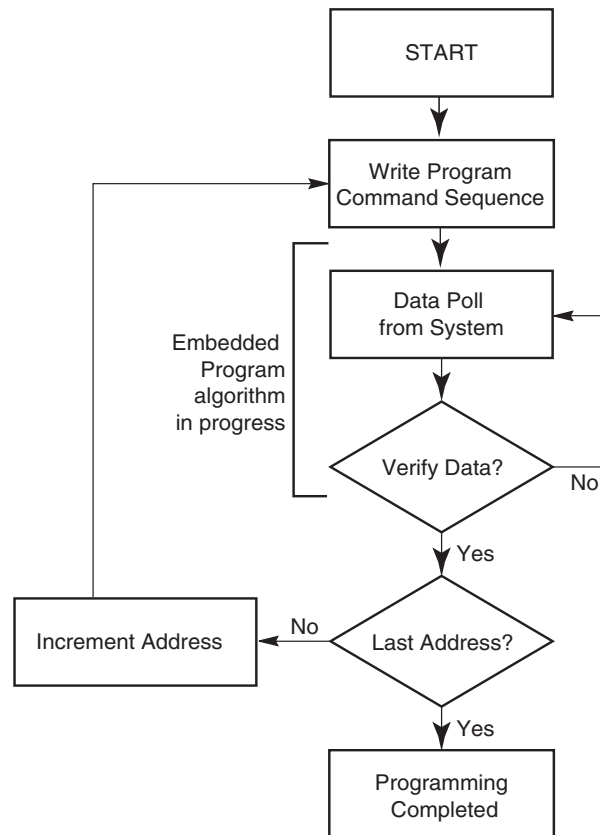 START
Write Program
Command Sequence
Data Poll
from System
Embedded
Program
algorithm
in progress
Verify Data?
No
Yes
Increment Address
No
Last Address?
Yes
Programming
Completed